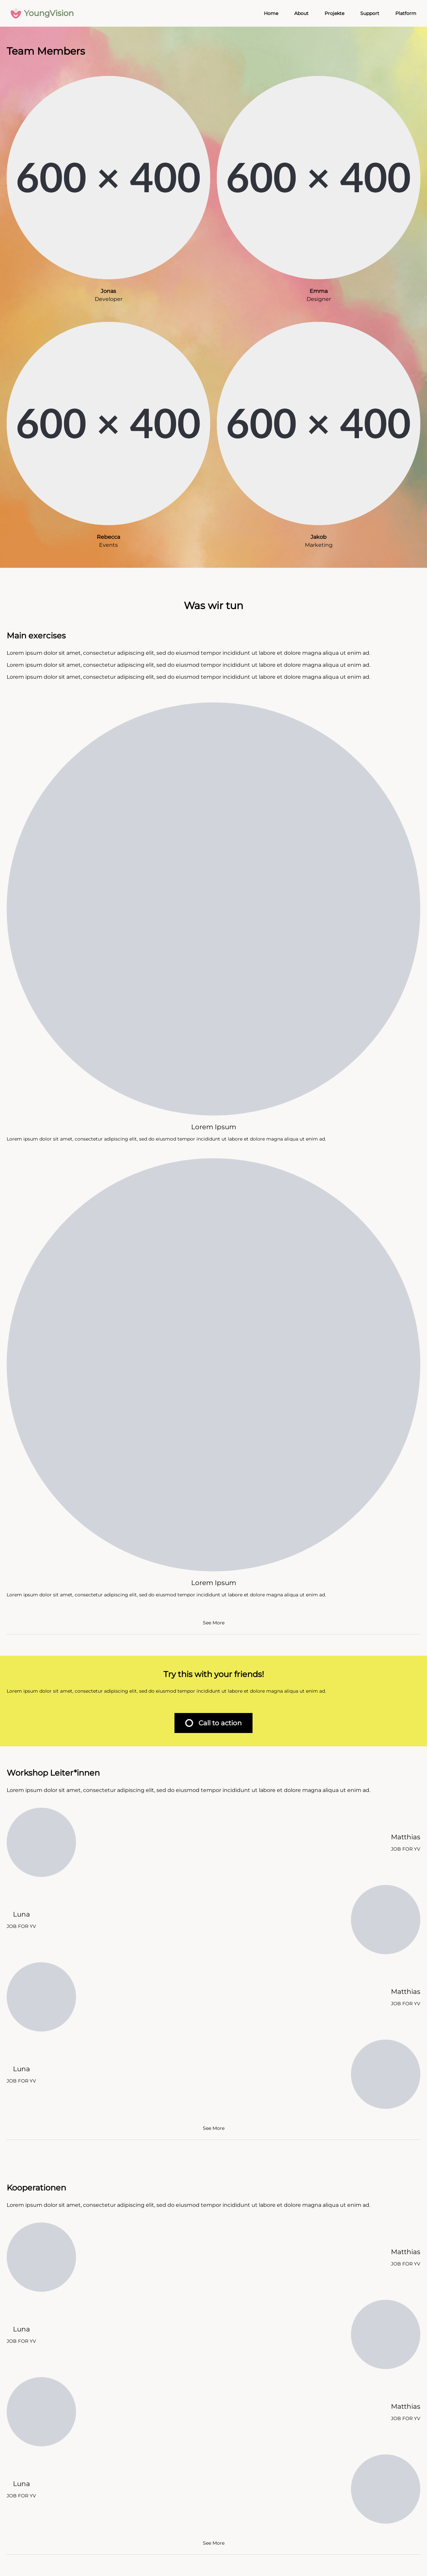 YoungVision
Home About Projekte Support Platform
Team Members
600 × 400 600 × 400
Jonas Emma
Developer Designer
600 × 400 600 × 400
Rebecca Jakob
Events Marketing
Was wir tun
Main exercises
Lorem ipsum dolor sit amet, consectetur adipiscing elit, sed do eiusmod tempor incididunt ut labore et dolore magna aliqua ut enim ad.
Lorem ipsum dolor sit amet, consectetur adipiscing elit, sed do eiusmod tempor incididunt ut labore et dolore magna aliqua ut enim ad.
Lorem ipsum dolor sit amet, consectetur adipiscing elit, sed do eiusmod tempor incididunt ut labore et dolore magna aliqua ut enim ad.
Lorem Ipsum
Lorem ipsum dolor sit amet, consectetur adipiscing elit, sed do eiusmod tempor incididunt ut labore et dolore magna aliqua ut enim ad.
Lorem Ipsum
Lorem ipsum dolor sit amet, consectetur adipiscing elit, sed do eiusmod tempor incididunt ut labore et dolore magna aliqua ut enim ad.
See More
Try this with your friends!
Lorem ipsum dolor sit amet, consectetur adipiscing elit, sed do eiusmod tempor incididunt ut labore et dolore magna aliqua ut enim ad.
Call to action
Workshop Leiter*innen
Lorem ipsum dolor sit amet, consectetur adipiscing elit, sed do eiusmod tempor incididunt ut labore et dolore magna aliqua ut enim ad.
Matthias
JOB FOR YV
Luna
JOB FOR YV
Matthias
JOB FOR YV
Luna
JOB FOR YV
See More
Kooperationen
Lorem ipsum dolor sit amet, consectetur adipiscing elit, sed do eiusmod tempor incididunt ut labore et dolore magna aliqua ut enim ad.
Matthias
JOB FOR YV
Luna
JOB FOR YV
Matthias
JOB FOR YV
Luna
JOB FOR YV
See More